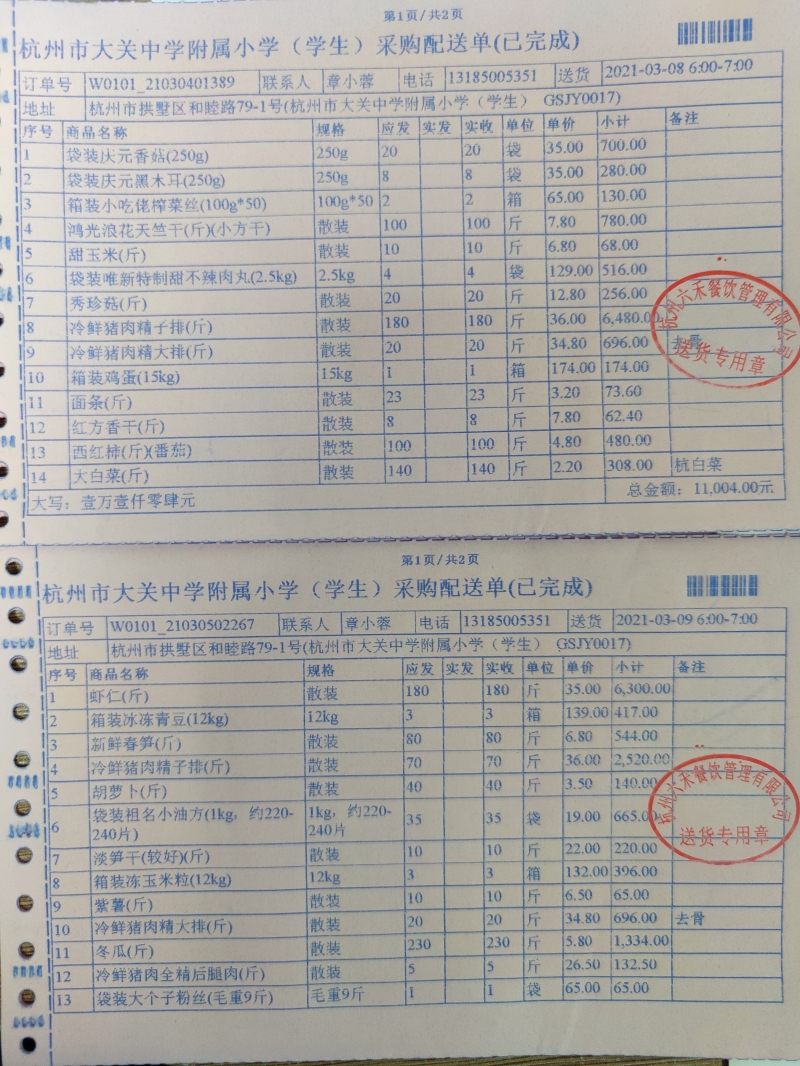 第1页/共2页
杭州市大关中学附属小学（学生）采购配送单(已完成)
订单号 W0101_21030401389 联系人 章小蓉 电话 13185005351 送货 2021-03-08 6:00-7:00
地址 杭州市拱墅区和睦路79-1号(杭州市大关中学附属小学（学生） GSJY0017)
序号 商品名称 规格 应发 实发 实收 单位 单价 小计 备注
1 袋装庆元香菇(250g) 250g 20 20 袋 35.00 700.00
2 袋装庆元黑木耳(250g) 250g 8 8 袋 35.00 280.00
3 箱装小吃佬榨菜丝(100g*50) 100g*50 2 2 箱 65.00 130.00
4 鸿光浪花天竺干(斤)(小方干) 散装 100 100 斤 7.80 780.00
5 甜玉米(斤) 散装 10 10 斤 6.80 68.00
6 袋装唯新特制甜不辣肉丸(2.5kg) 2.5kg 4 4 袋 129.00 516.00
7 秀珍菇(斤) 散装 20 20 斤 12.80 256.00
8 冷鲜猪肉精子排(斤) 散装 180 180 斤 36.00 6,480.00
9 冷鲜猪肉精大排(斤) 散装 20 20 斤 34.80 696.00 去骨
10 箱装鸡蛋(15kg) 15kg 1 1 箱 174.00 174.00
11 面条(斤) 散装 23 23 斤 3.20 73.60
12 红方香干(斤) 散装 8 8 斤 7.80 62.40
13 西红柿(斤)(番茄) 散装 100 100 斤 4.80 480.00
14 大白菜(斤) 散装 140 140 斤 2.20 308.00 杭白菜
大写：壹万壹仟零肆元 总金额：11,004.00元
杭州六禾餐饮管理有限公司
送货专用章
第1页/共2页
杭州市大关中学附属小学（学生）采购配送单(已完成)
订单号 W0101_21030502267 联系人 章小蓉 电话 13185005351 送货 2021-03-09 6:00-7:00
地址 杭州市拱墅区和睦路79-1号(杭州市大关中学附属小学（学生） GSJY0017)
序号 商品名称 规格 应发 实发 实收 单位 单价 小计 备注
1 虾仁(斤) 散装 180 180 斤 35.00 6,300.00
2 箱装冰冻青豆(12kg) 12kg 3 3 箱 139.00 417.00
3 新鲜春笋(斤) 散装 80 80 斤 6.80 544.00
4 冷鲜猪肉精子排(斤) 散装 70 70 斤 36.00 2,520.00
5 胡萝卜(斤) 散装 40 40 斤 3.50 140.00
6 袋装祖名小油方(1kg，约220-240片) 1kg，约220-240片 35 35 袋 19.00 665.00
7 淡笋干(较好)(斤) 散装 10 10 斤 22.00 220.00
8 箱装冻玉米粒(12kg) 12kg 3 3 箱 132.00 396.00
9 紫薯(斤) 散装 10 10 斤 6.50 65.00
10 冷鲜猪肉精大排(斤) 散装 20 20 斤 34.80 696.00 去骨
11 冬瓜(斤) 散装 230 230 斤 5.80 1,334.00
12 冷鲜猪肉全精后腿肉(斤) 散装 5 5 斤 26.50 132.50
13 袋装大个子粉丝(毛重9斤) 毛重9斤 1 1 袋 65.00 65.00
杭州六禾餐饮管理有限公司
送货专用章